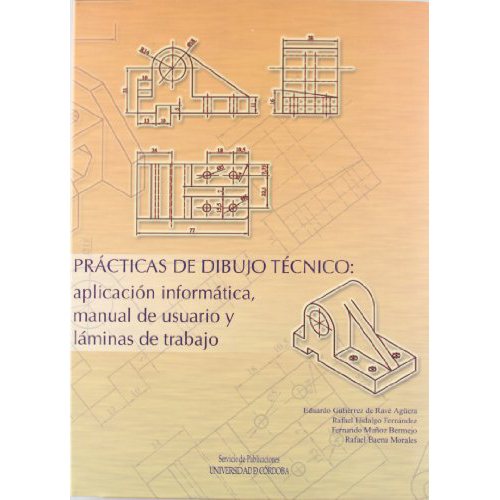 PRÁCTICAS DE DIBUJO TÉCNICO:
aplicación informática,
manual de usuario y
láminas de trabajo
Eduardo Gutiérrez de Ravé Agüera
Rafael Hidalgo Fernández
Fernando Muñoz Bermejo
Rafael Baena Morales
Servicio de Publicaciones
UNIVERSIDAD DE CÓRDOBA